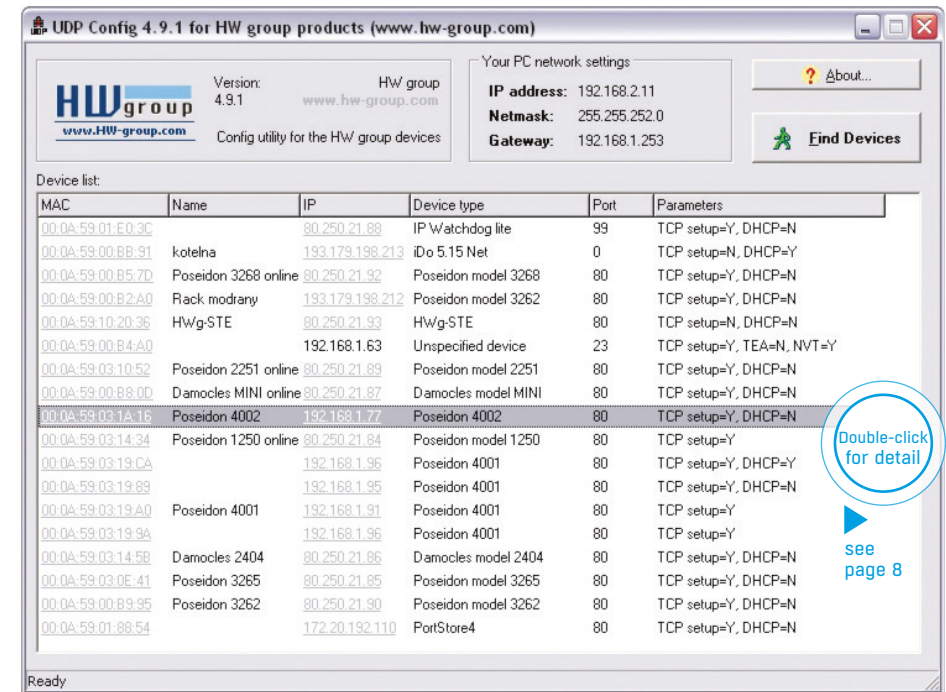 UDP Config 4.9.1 for HW group products (www.hw-group.com)
HWgroup
www.HW-group.com
Version: HW group
4.9.1 www.hw-group.com
Config utility for the HW group devices
Your PC network settings
IP address: 192.168.2.11
Netmask: 255.255.252.0
Gateway: 192.168.1.253
? About...
Find Devices
Device list:
MAC Name IP Device type Port Parameters
00:0A:59:01:E0:3C 80.250.21.88 IP Watchdog lite 99 TCP setup=Y, DHCP=N
00:0A:59:00:BB:91 kotelna 193.179.198.213 iDo 5.15 Net 0 TCP setup=N, DHCP=Y
00:0A:59:00:B5:7D Poseidon 3268 online 80.250.21.92 Poseidon model 3268 80 TCP setup=Y, DHCP=N
00:0A:59:00:B2:A0 Rack modrany 193.179.198.212 Poseidon model 3262 80 TCP setup=Y, DHCP=N
00:0A:59:10:20:36 HWg-STE 80.250.21.93 HWg-STE 80 TCP setup=N, DHCP=N
00:0A:59:00:B4:A0 192.168.1.63 Unspecified device 23 TCP setup=Y, TEA=N, NVT=Y
00:0A:59:03:10:52 Poseidon 2251 online 80.250.21.89 Poseidon model 2251 80 TCP setup=Y, DHCP=N
00:0A:59:00:B8:0D Damocles MINI online 80.250.21.87 Damocles model MINI 80 TCP setup=Y, DHCP=N
00:0A:59:03:1A:16 Poseidon 4002 192.168.1.77 Poseidon 4002 80 TCP setup=Y, DHCP=N
00:0A:59:03:14:34 Poseidon 1250 online 80.250.21.84 Poseidon model 1250 80 TCP setup=Y
00:0A:59:03:19:CA 192.168.1.96 Poseidon 4001 80 TCP setup=Y, DHCP=Y
00:0A:59:03:19:89 192.168.1.95 Poseidon 4001 80 TCP setup=Y, DHCP=N
00:0A:59:03:19:A0 Poseidon 4001 192.168.1.91 Poseidon 4001 80 TCP setup=Y
00:0A:59:03:19:9A 192.168.1.96 Poseidon 4001 80 TCP setup=Y
00:0A:59:03:14:5B Damocles 2404 80.250.21.86 Damocles model 2404 80 TCP setup=Y, DHCP=N
00:0A:59:03:0E:41 Poseidon 3265 80.250.21.85 Poseidon model 3265 80 TCP setup=Y, DHCP=N
00:0A:59:00:B9:95 Poseidon 3262 80.250.21.90 Poseidon model 3262 80 TCP setup=Y, DHCP=N
00:0A:59:01:88:54 172.20.192.110 PortStore4 80 TCP setup=Y, DHCP=N
Double-click
for detail
see
page 8
Ready